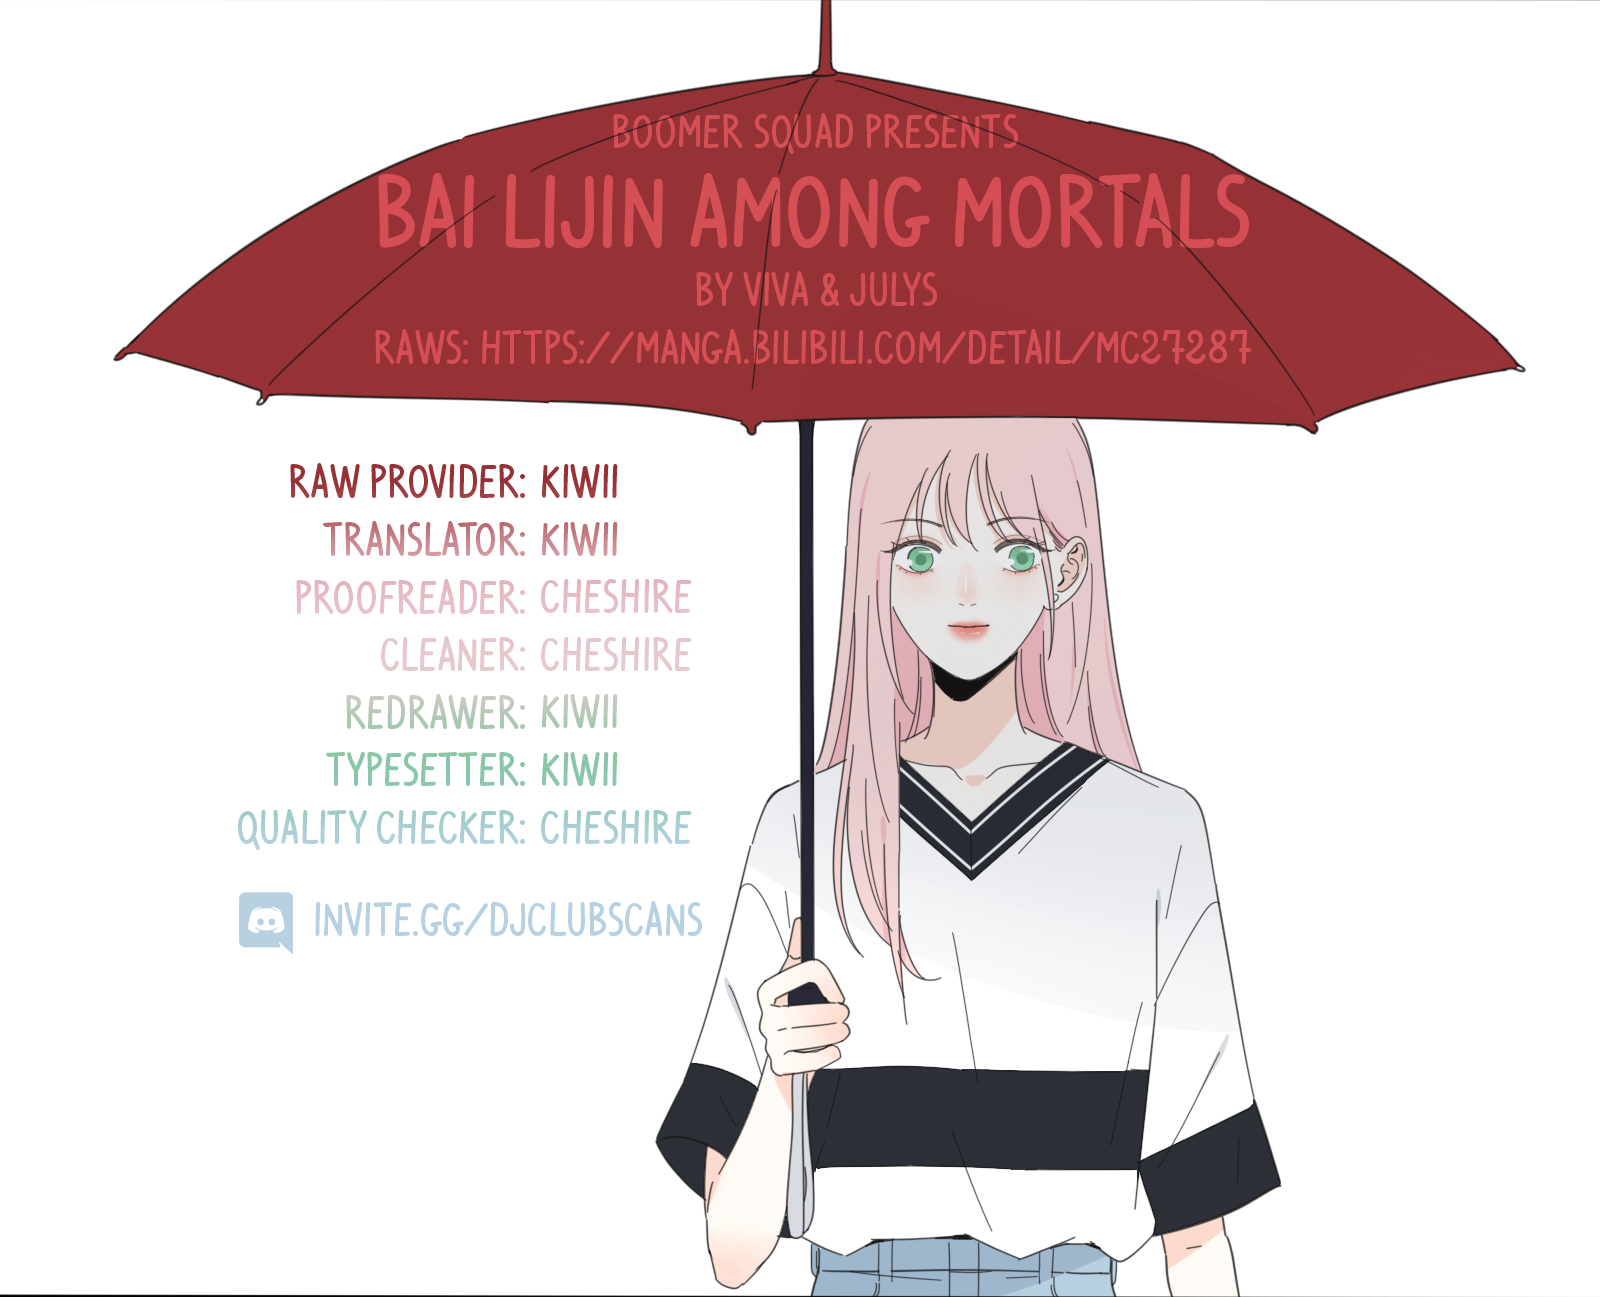 BOOMER SQUAD PRESENTS
BAI LIJIN AMONG MORTALS
BY VIVA & JULYS
RAWS: HTTPS://MANGA.BILIBILI.COM/DETAIL/MC27287
RAW PROVIDER: KIWII
TRANSLATOR: KIWII
PROOFREADER: CHESHIRE
CLEANER: CHESHIRE
REDRAWER: KIWII
TYPESETTER: KIWII
QUALITY CHECKER: CHESHIRE
INVITE.GG/DJCLUBSCANS